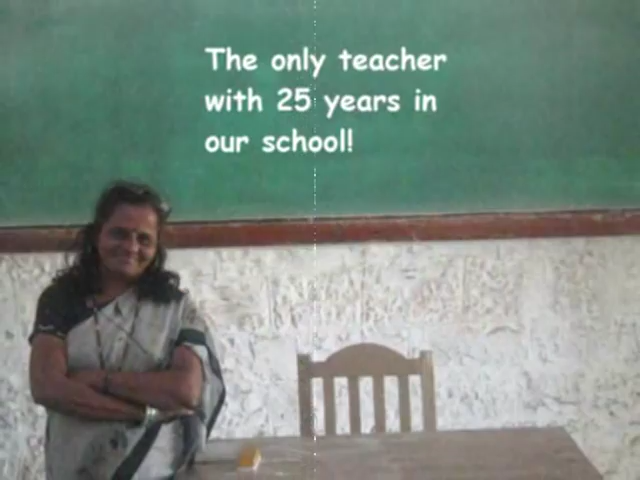 The only teacher
with 25 years in
our school!